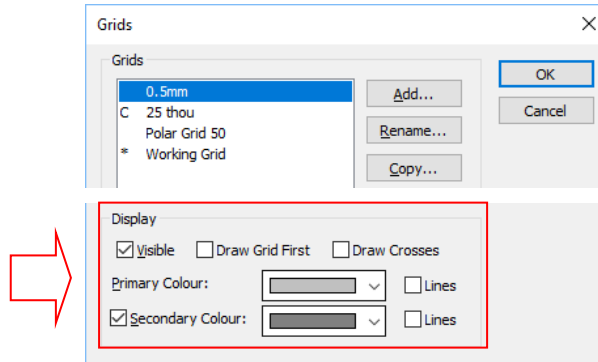 Grids
Grids
0.5mm
C 25 thou
Polar Grid 50
* Working Grid
Add...
Rename...
Copy...
OK
Cancel
Display
Visible Draw Grid First Draw Crosses
Primary Colour: Lines
Secondary Colour: Lines